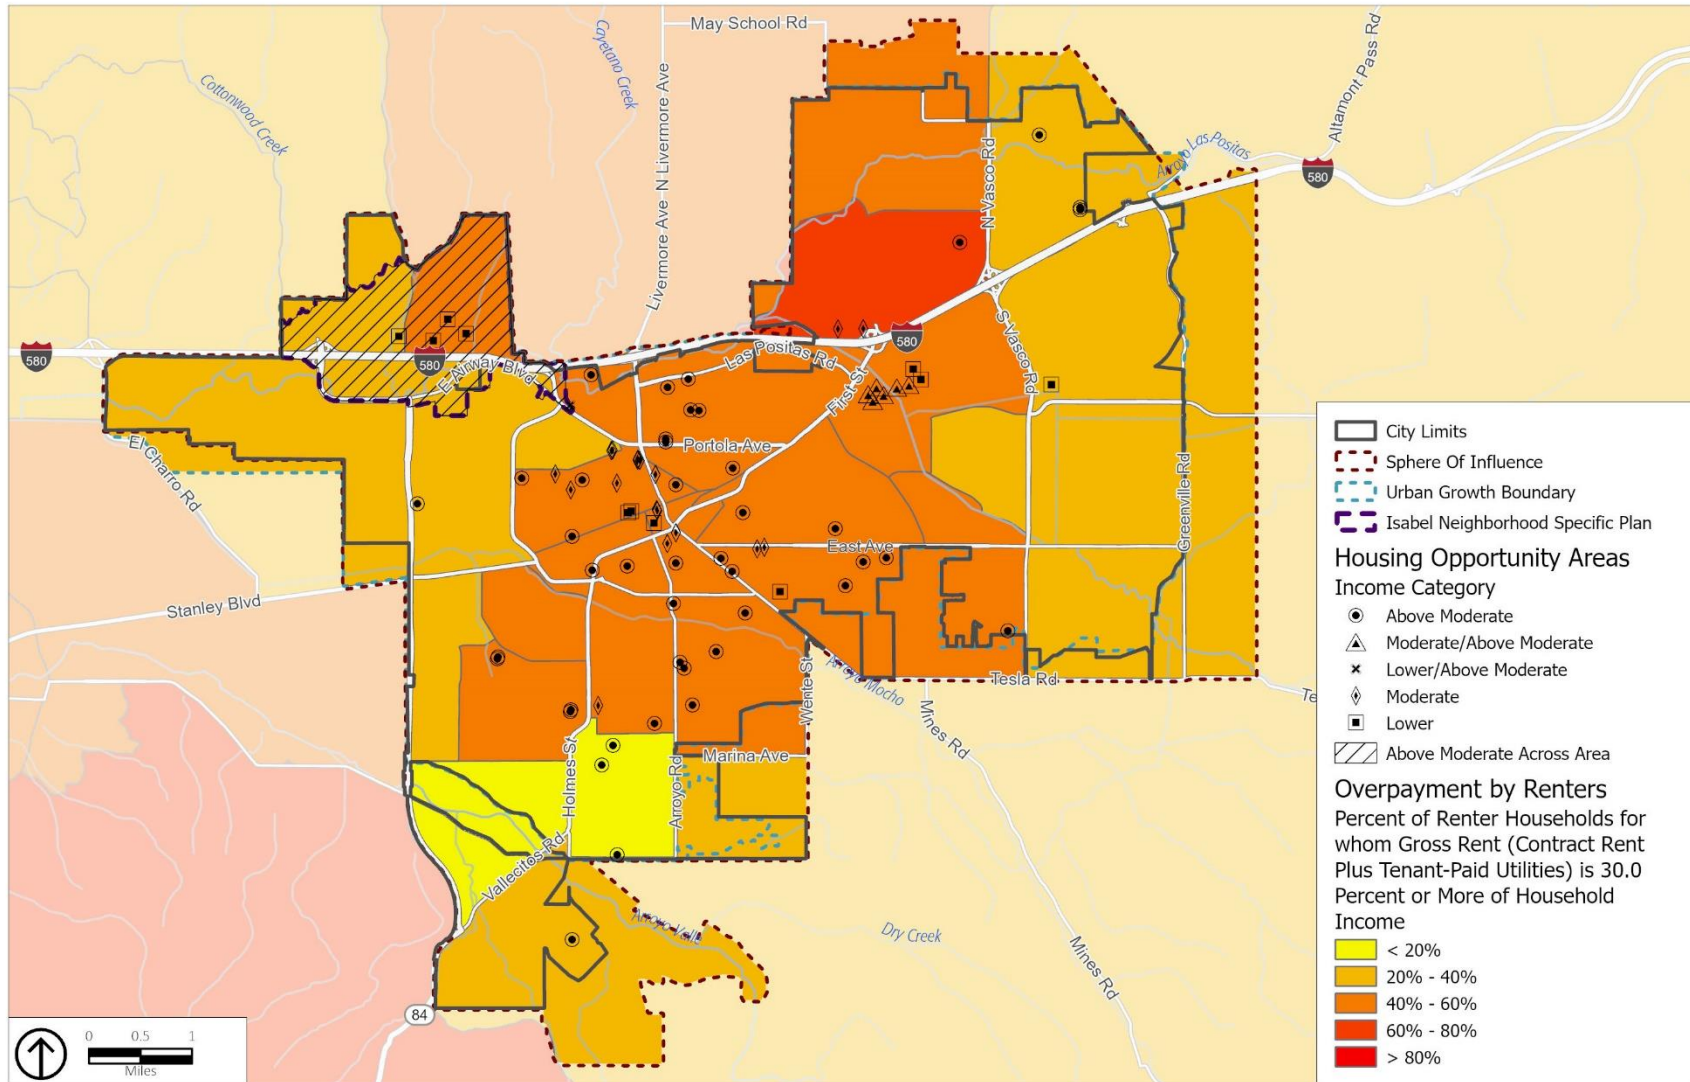 May School Rd
Cayetano Creek
Cottonwood Creek
Livermore Ave
N Livermore Ave
Altamont Pass Rd
N Vasco Rd
Arroyo Las Positas
580
580
580
580
E Airway Blvd
Las Positas Rd
First St
S Vasco Rd
Portola Ave
El Charro Rd
Greenville Rd
East Ave
Stanley Blvd
Wente St
Arroyo Mocho
Tesla Rd
Te
Mines Rd
Marina Ave
Holmes St
Arroyo Rd
Vallecitos Rd
Arroyo Valle
Dry Creek
Mines Rd
84
0 0.5 1
Miles
City Limits
Sphere Of Influence
Urban Growth Boundary
Isabel Neighborhood Specific Plan
Housing Opportunity Areas
Income Category
Above Moderate
Moderate/Above Moderate
Lower/Above Moderate
Moderate
Lower
Above Moderate Across Area
Overpayment by Renters
Percent of Renter Households for
whom Gross Rent (Contract Rent
Plus Tenant-Paid Utilities) is 30.0
Percent or More of Household
Income
< 20%
20% - 40%
40% - 60%
60% - 80%
> 80%